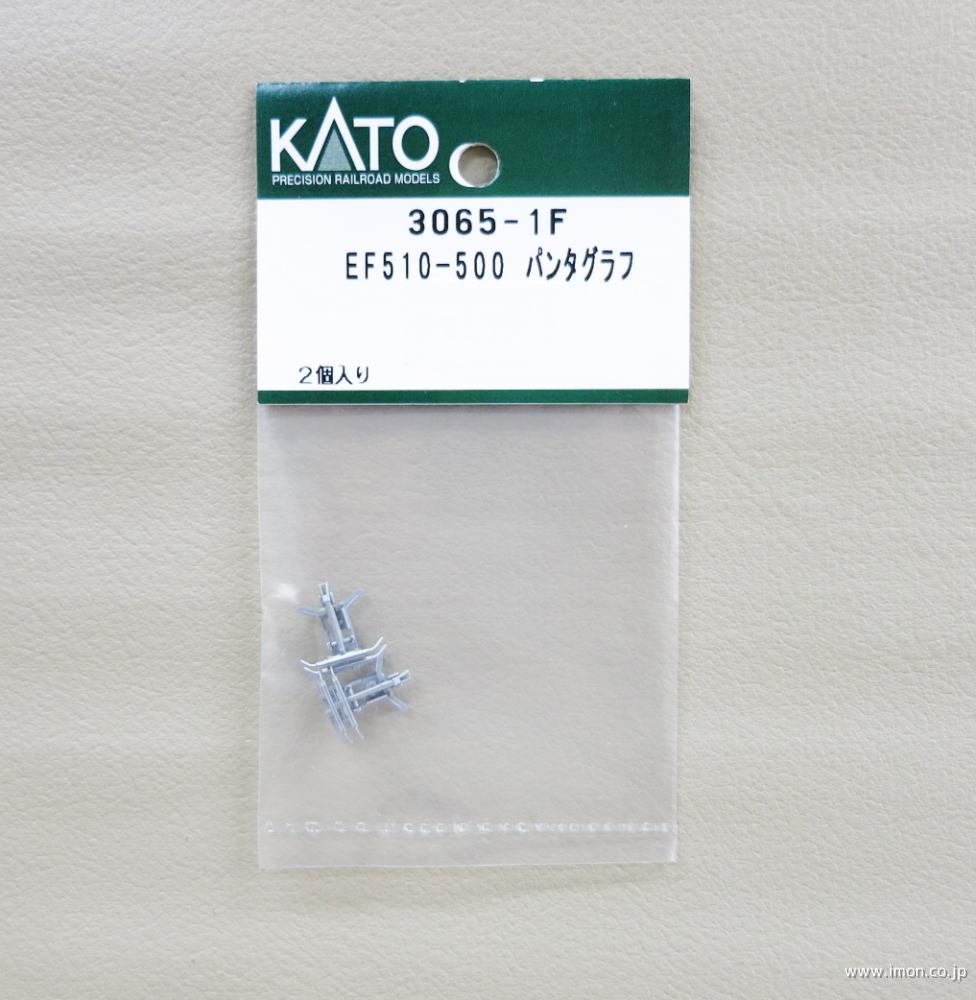 KATO
PRECISION RAILROAD MODELS
3065-1F
EF510-500 パンタグラフ
2個入り
www.imon.co.jp